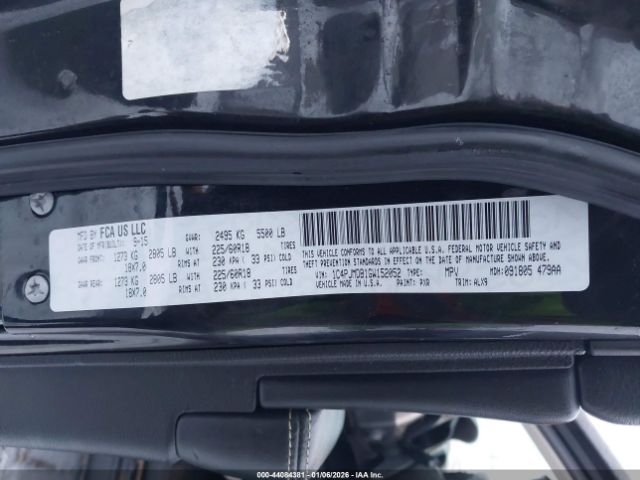 MFD BY FCA US LLC
DATE OF MFR(BUILT): 9-15 GVWR: 2495 KG 5500 LB
GAWR FRONT: 1273 KG 2805 LB WITH 225/60R18 TIRES
18X7.0 RIMS AT 230 KPA ( 33 PSI) COLD
GAWR REAR: 1273 KG 2805 LB WITH 225/60R18 TIRES
18X7.0 RIMS AT 230 KPA ( 33 PSI) COLD
THIS VEHICLE CONFORMS TO ALL APPLICABLE U.S.A. FEDERAL MOTOR VEHICLE SAFETY AND
THEFT PREVENTION STANDARDS IN EFFECT ON THE DATE OF MANUFACTURE SHOWN ABOVE.
VIN: TYPE: MPV MDH: 091805 479AA
VEHICLE MADE IN U.S.A. PAINT: PXR TRIM: ALX9
000-44084381 - 01/06/2026 - IAAI.COM